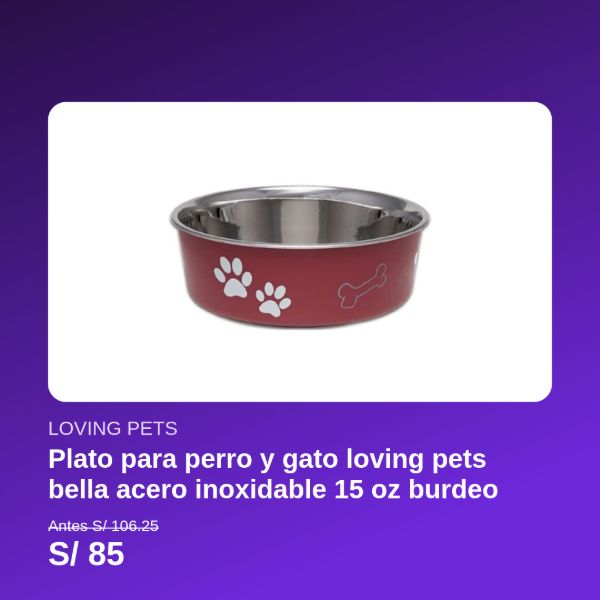 LOVING PETS
Plato para perro y gato loving pets
bella acero inoxidable 15 oz burdeo
Antes S/ 106.25
S/ 85